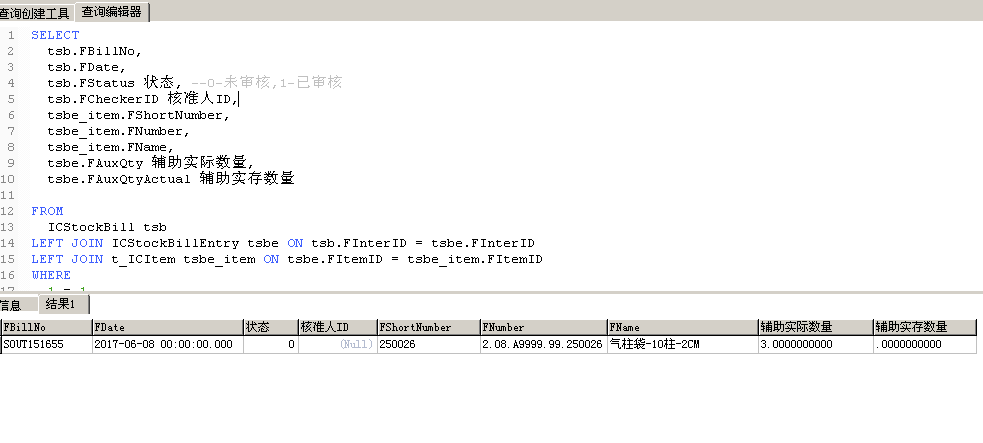 查询创建工具 查询编辑器
1 SELECT
2 tsb.FBillNo,
3 tsb.FDate,
4 tsb.FStatus 状态, --0-未审核,1-已审核
5 tsb.FCheckerID 核准人ID,
6 tsbe_item.FShortNumber,
7 tsbe_item.FNumber,
8 tsbe_item.FName,
9 tsbe.FAuxQty 辅助实际数量,
10 tsbe.FAuxQtyActual 辅助实存数量
11
12 FROM
13 ICStockBill tsb
14 LEFT JOIN ICStockBillEntry tsbe ON tsb.FInterID = tsbe.FInterID
15 LEFT JOIN t_ICItem tsbe_item ON tsbe.FItemID = tsbe_item.FItemID
16 WHERE
17 1 = 1
信息 结果1
FBillNo FDate 状态 核准人ID FShortNumber FNumber FName 辅助实际数量 辅助实存数量
SOUT151655 2017-06-08 00:00:00.000 0 (Null) 250026 2.08.A9999.99.250026 气柱袋-10柱-2CM 3.0000000000 .0000000000